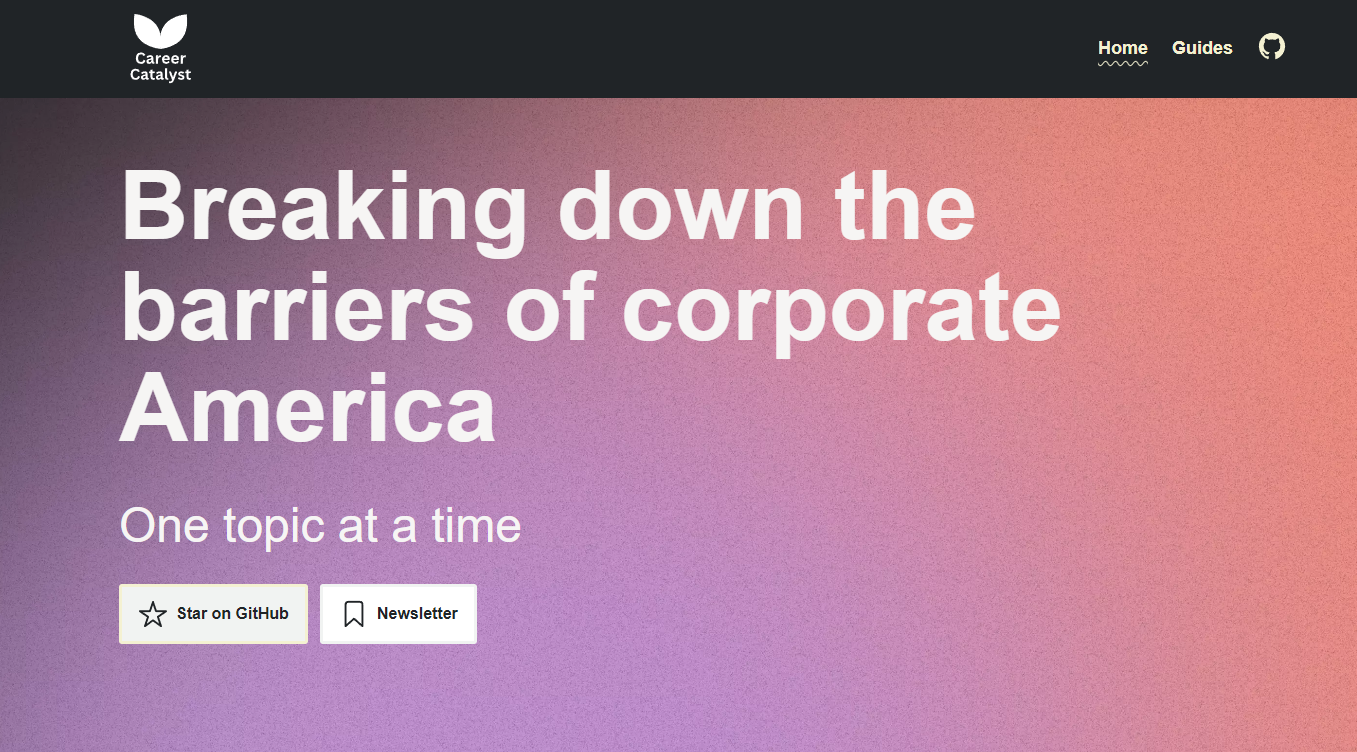 Career
Catalyst
Home
Guides
Breaking down the
barriers of corporate
America
One topic at a time
Star on GitHub
Newsletter